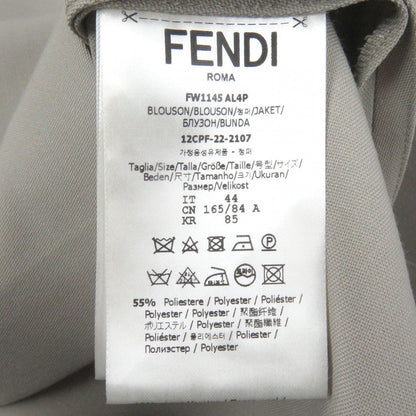 FENDI
ROMA
FW1145 AL4P
BLOUSON/BLOUSON/점퍼/JAKET/
БЛУЗОН/BUNDA
12CPF-22-2107
가정용섬유제품 - 점퍼
Taglia/Size/Talla/Größe/Taille/号型/サイズ/
Beden/尺寸/Tamanho/크기/Ukuran/
Размер/Velikost
IT 44
CN 165/84 A
KR 85
55% Poliestere / Polyester / Poliéster /
Polyester / Polyester / 聚酯纤维 /
ポリエステル / Polyester / 聚酯纖維 /
Poliéster / 폴리에스터 / Poliester /
Полиэстер / Polyester